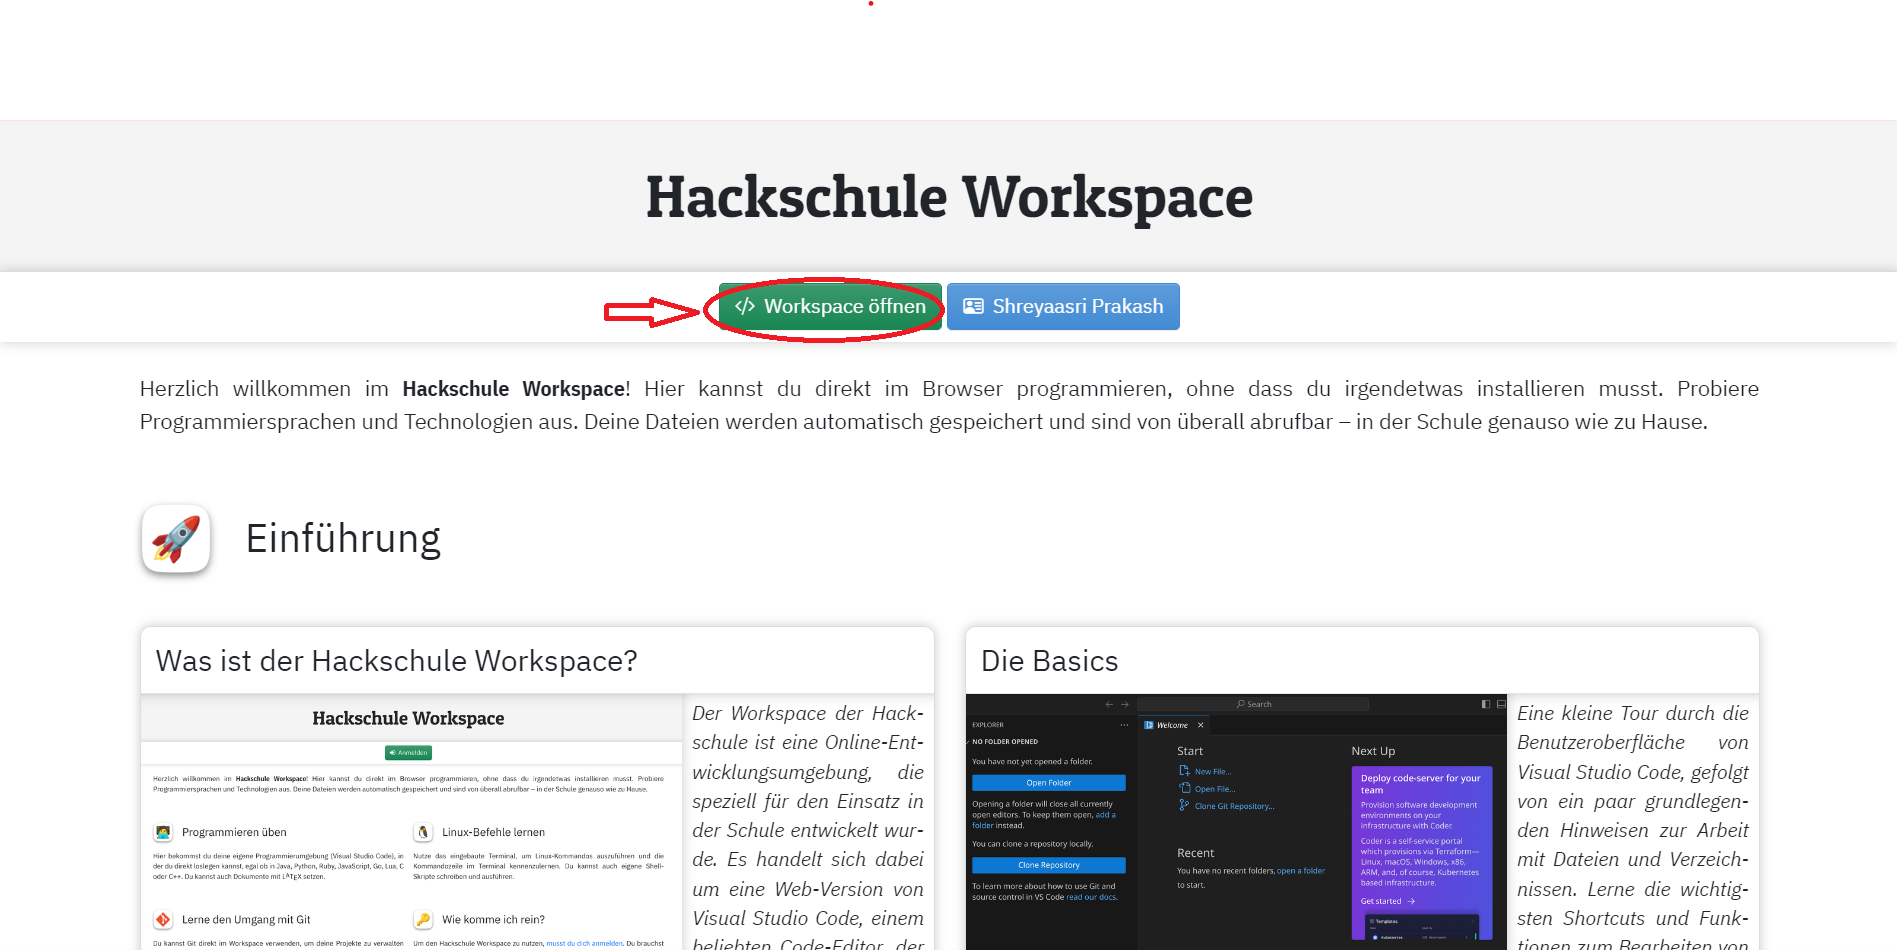 Hackschule Workspace
Workspace öffnen
Shreyaasri Prakash
Herzlich willkommen im Hackschule Workspace! Hier kannst du direkt im Browser programmieren, ohne dass du irgendetwas installieren musst. Probiere
Programmiersprachen und Technologien aus. Deine Dateien werden automatisch gespeichert und sind von überall abrufbar – in der Schule genauso wie zu Hause.
Einführung
Was ist der Hackschule Workspace?
Hackschule Workspace
Anmelden
Herzlich willkommen im Hackschule Workspace! Hier kannst du direkt im Browser programmieren, ohne dass du irgendetwas installieren musst. Probiere
Programmiersprachen und Technologien aus. Deine Dateien werden automatisch gespeichert und sind von überall abrufbar – in der Schule genauso wie zu Hause.
Programmieren üben
Hier bekommst du deine eigene Programmierumgebung (Visual Studio Code), in
der du direkt loslegen kannst, egal ob in Java, Python, Ruby, JavaScript, Go, Lua, C
oder C++. Du kannst auch Dokumente mit LATEX setzen.
Linux-Befehle lernen
Nutze das eingebaute Terminal, um Linux-Kommandos auszuführen und die
Kommandozeile im Terminal kennenzulernen. Du kannst auch eigene Shell-
Skripte schreiben und ausführen.
Lerne den Umgang mit Git
Du kannst Git direkt im Workspace verwenden, um deine Projekte zu verwalten
Wie komme ich rein?
Um den Hackschule Workspace zu nutzen, musst du dich anmelden. Du brauchst
Der Workspace der Hack-
schule ist eine Online-Ent-
wicklungsumgebung, die
speziell für den Einsatz in
der Schule entwickelt wur-
de. Es handelt sich dabei
um eine Web-Version von
Visual Studio Code, einem
beliebten Code-Editor, der
Die Basics
Search
EXPLORER
NO FOLDER OPENED
You have not yet opened a folder.
Open Folder
Opening a folder will close all currently
open editors. To keep them open, add a
folder instead.
You can clone a repository locally.
Clone Repository
To learn more about how to use Git and
source control in VS Code read our docs.
Welcome
Start
New File...
Open File...
Clone Git Repository...
Recent
You have no recent folders, open a folder
to start.
Next Up
Deploy code-server for your
team
Provision software development
environments on your
infrastructure with Coder.
Coder is a self-service portal
which provisions via Terraform—
Linux, macOS, Windows, x86,
ARM, and, of course, Kubernetes
based infrastructure.
Get started
Templates
Eine kleine Tour durch die
Benutzeroberfläche von
Visual Studio Code, gefolgt
von ein paar grundlegen-
den Hinweisen zur Arbeit
mit Dateien und Verzeich-
nissen. Lerne die wichtig-
sten Shortcuts und Funk-
tionen zum Bearbeiten von